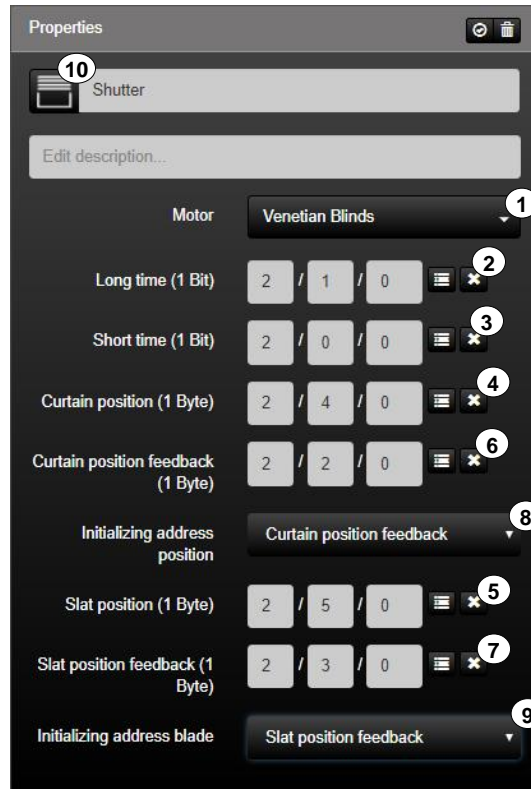 Properties
10
Shutter
Edit description...
Motor Venetian Blinds 1
Long time (1 Bit) 2 / 1 / 0 2
Short time (1 Bit) 2 / 0 / 0 3
Curtain position (1 Byte) 2 / 4 / 0 4
Curtain position feedback
(1 Byte) 2 / 2 / 0 6
Initializing address
position Curtain position feedback 8
Slat position (1 Byte) 2 / 5 / 0 5
Slat position feedback (1
Byte) 2 / 3 / 0 7
Initializing address blade Slat position feedback 9